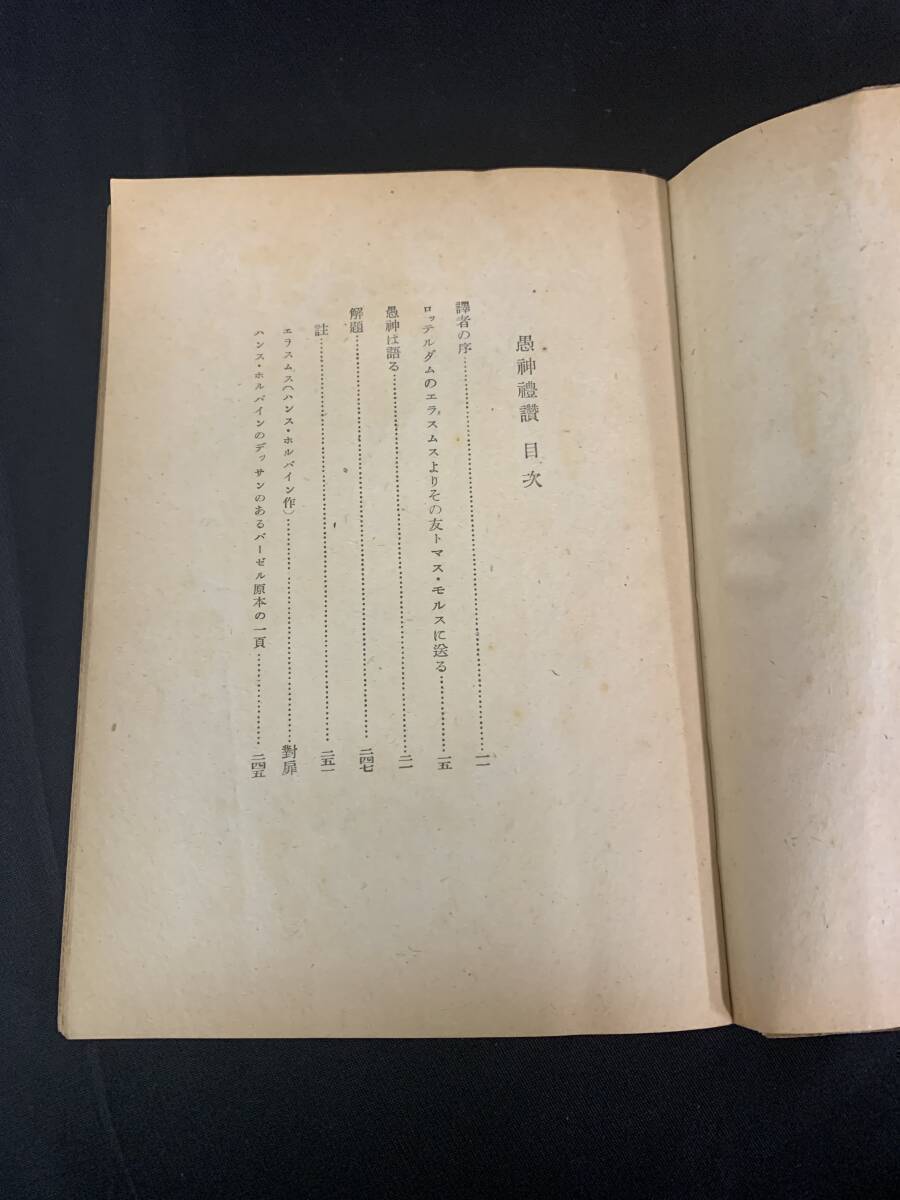 愚神禮讚 目次
譯者の序…………一一
ロッテルダムのエラスムスよりその友トマス・モルスに送る…………一五
愚神は語る…………二一
解題…………二四七
註…………二五一
エラスムス(ハンス・ホルバイン作)…………對扉
ハンス・ホルバインのデッサンのあるバーゼル原本の一頁…………二四五